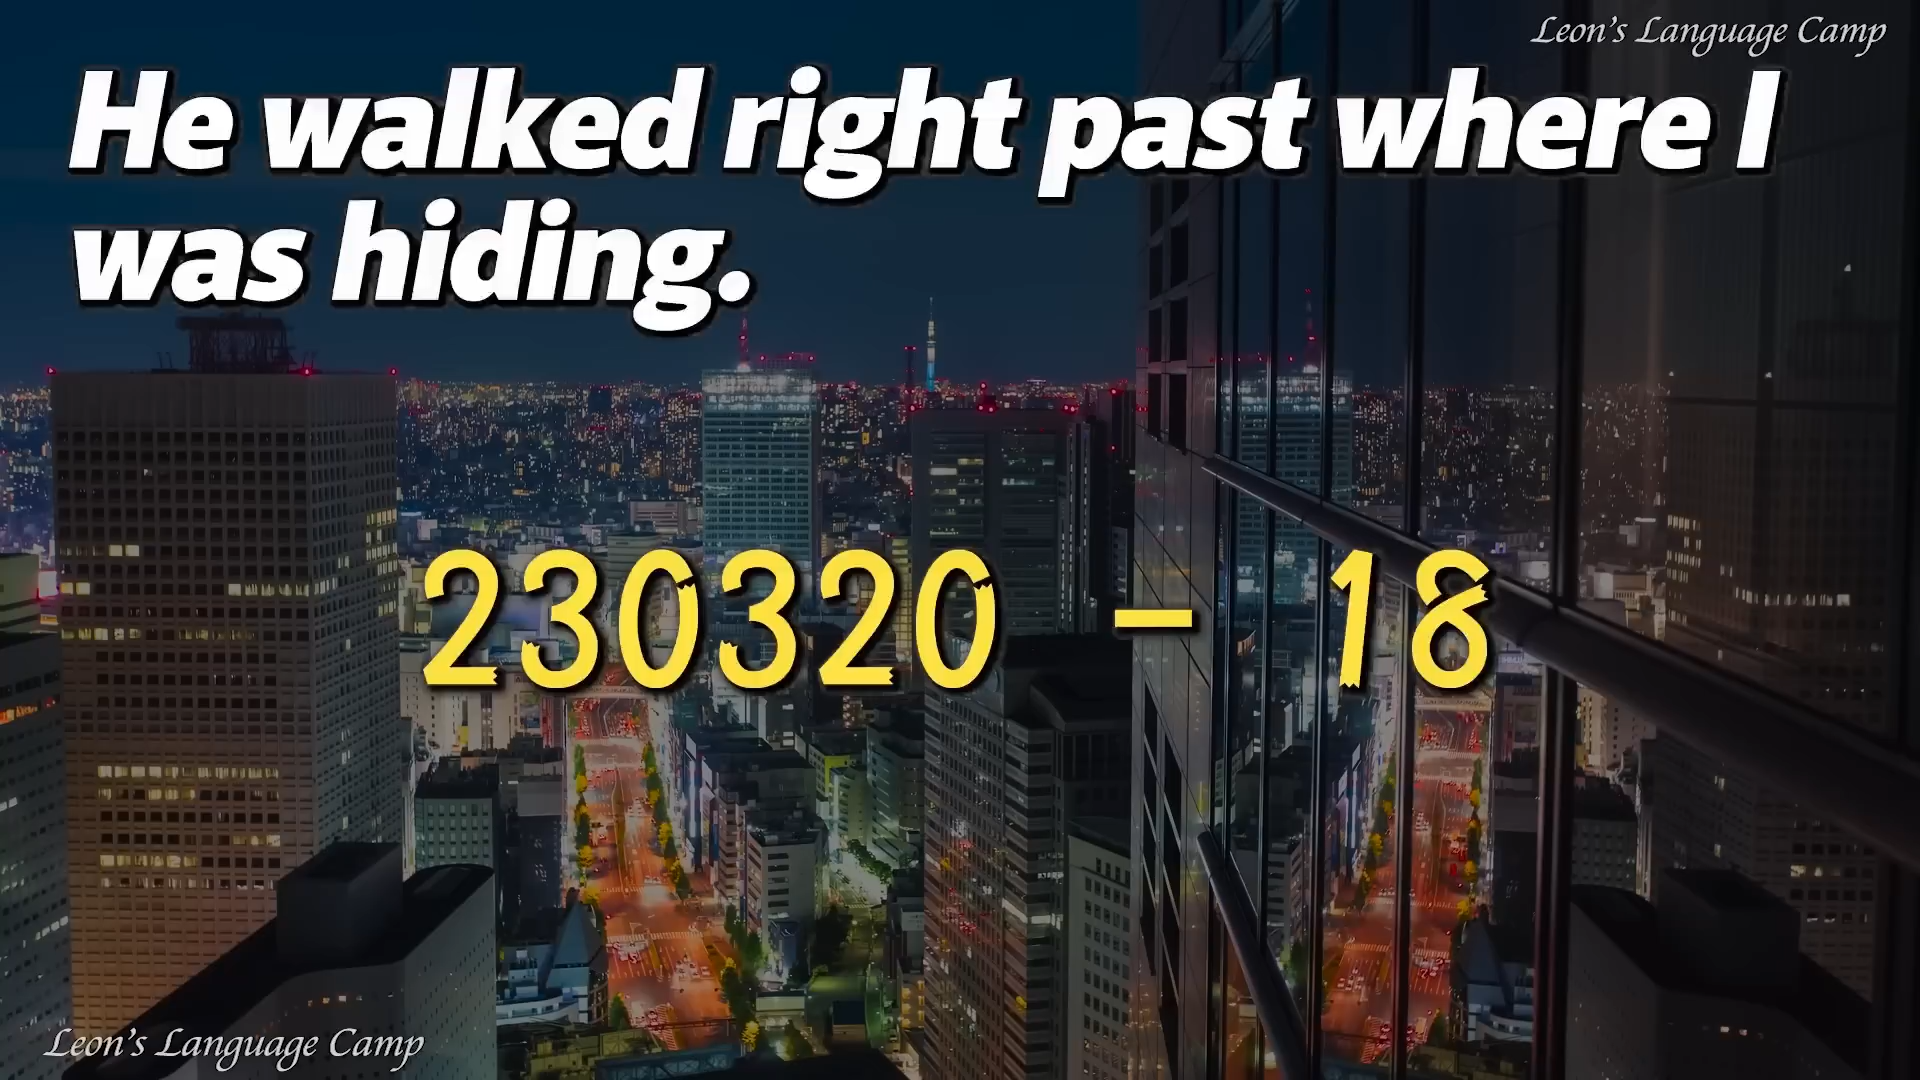 Leon's Language Camp
He walked right past where I
was hiding.
230320 - 18
Leon's Language Camp